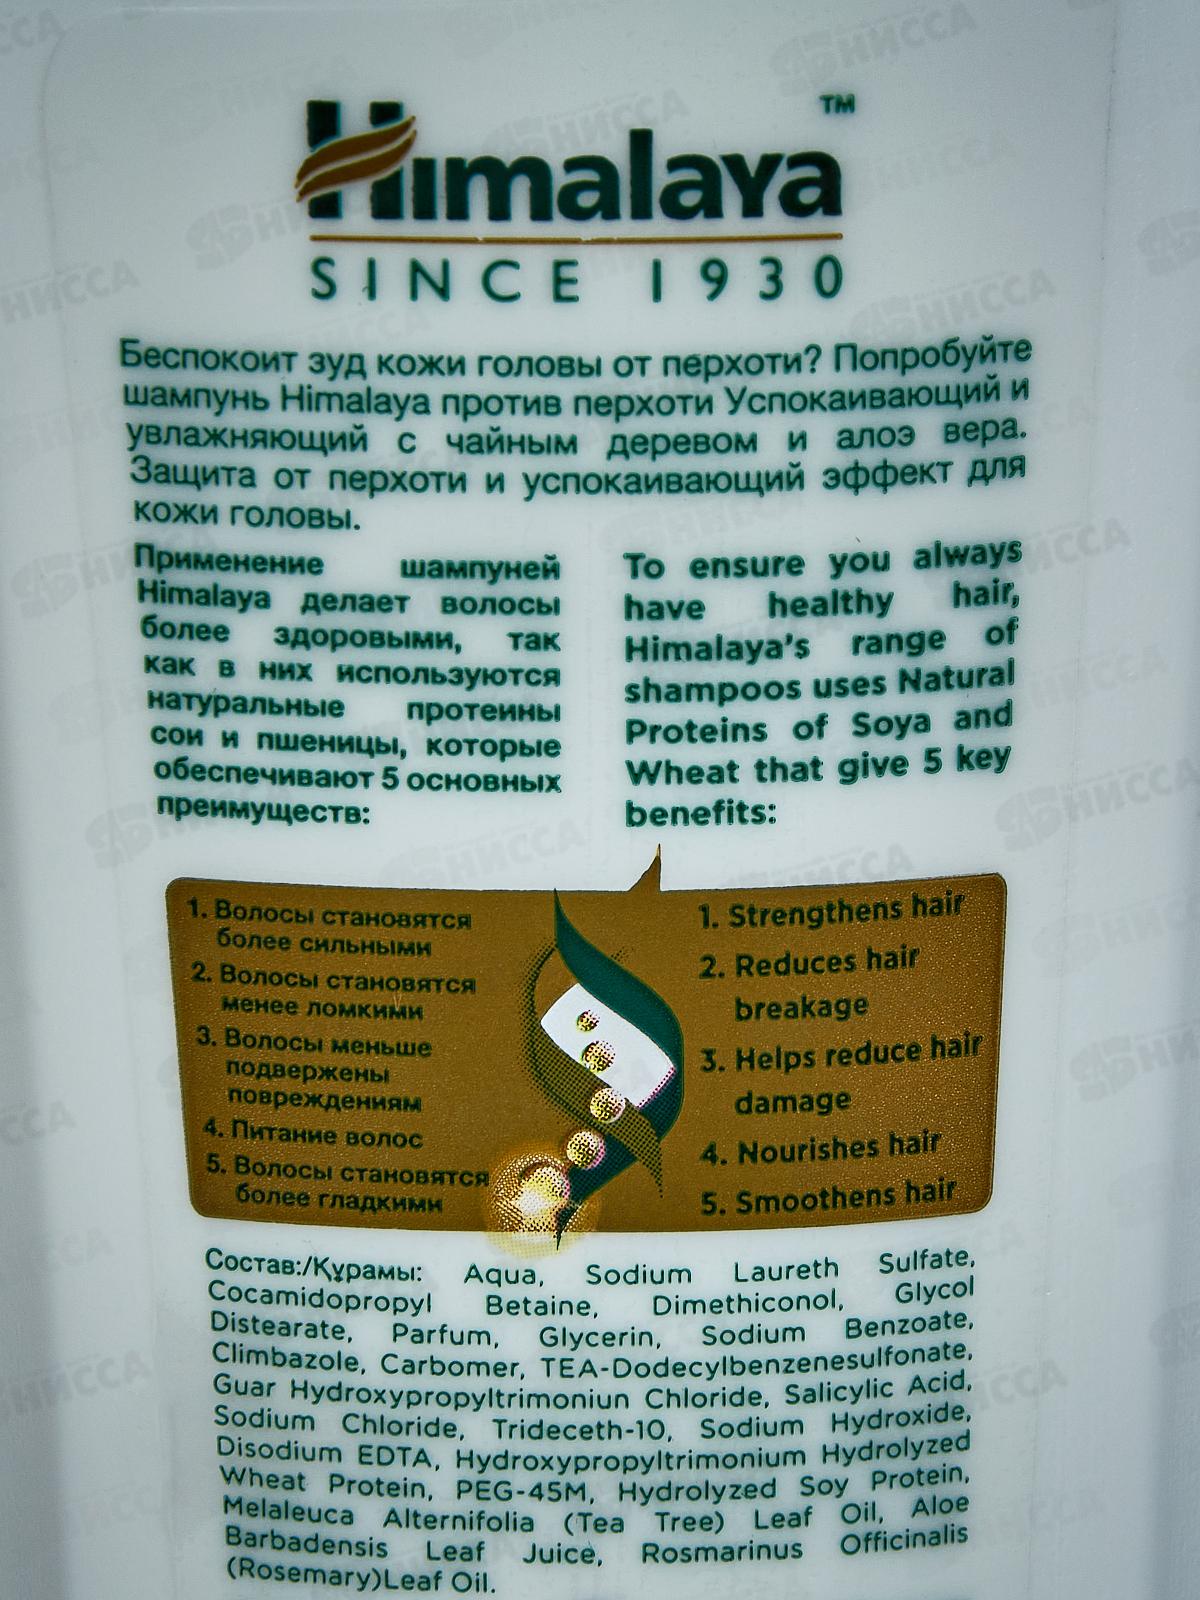 Himalaya
TM
SINCE 1930
Беспокоит зуд кожи головы от перхоти? Попробуйте
шампунь Himalaya против перхоти Успокаивающий и
увлажняющий с чайным деревом и алоэ вера.
Защита от перхоти и успокаивающий эффект для
кожи головы.
Применение шампуней
Himalaya делает волосы
более здоровыми, так
как в них используются
натуральные протеины
сои и пшеницы, которые
обеспечивают 5 основных
преимуществ:
To ensure you always
have healthy hair,
Himalaya's range of
shampoos uses Natural
Proteins of Soya and
Wheat that give 5 key
benefits:
1. Волосы становятся
более сильными
2. Волосы становятся
менее ломкими
3. Волосы меньше
подвержены
повреждениям
4. Питание волос
5. Волосы становятся
более гладкими
1. Strengthens hair
2. Reduces hair
breakage
3. Helps reduce hair
damage
4. Nourishes hair
5. Smoothens hair
Состав:/Құрамы: Aqua, Sodium Laureth Sulfate,
Cocamidopropyl Betaine, Dimethiconol, Glycol
Distearate, Parfum, Glycerin, Sodium Benzoate,
Climbazole, Carbomer, TEA-Dodecylbenzenesulfonate,
Guar Hydroxypropyltrimoniun Chloride, Salicylic Acid,
Sodium Chloride, Trideceth-10, Sodium Hydroxide,
Disodium EDTA, Hydroxypropyltrimonium Hydrolyzed
Wheat Protein, PEG-45M, Hydrolyzed Soy Protein,
Melaleuca Alternifolia (Tea Tree) Leaf Oil, Aloe
Barbadensis Leaf Juice, Rosmarinus Officinalis
(Rosemary)Leaf Oil.